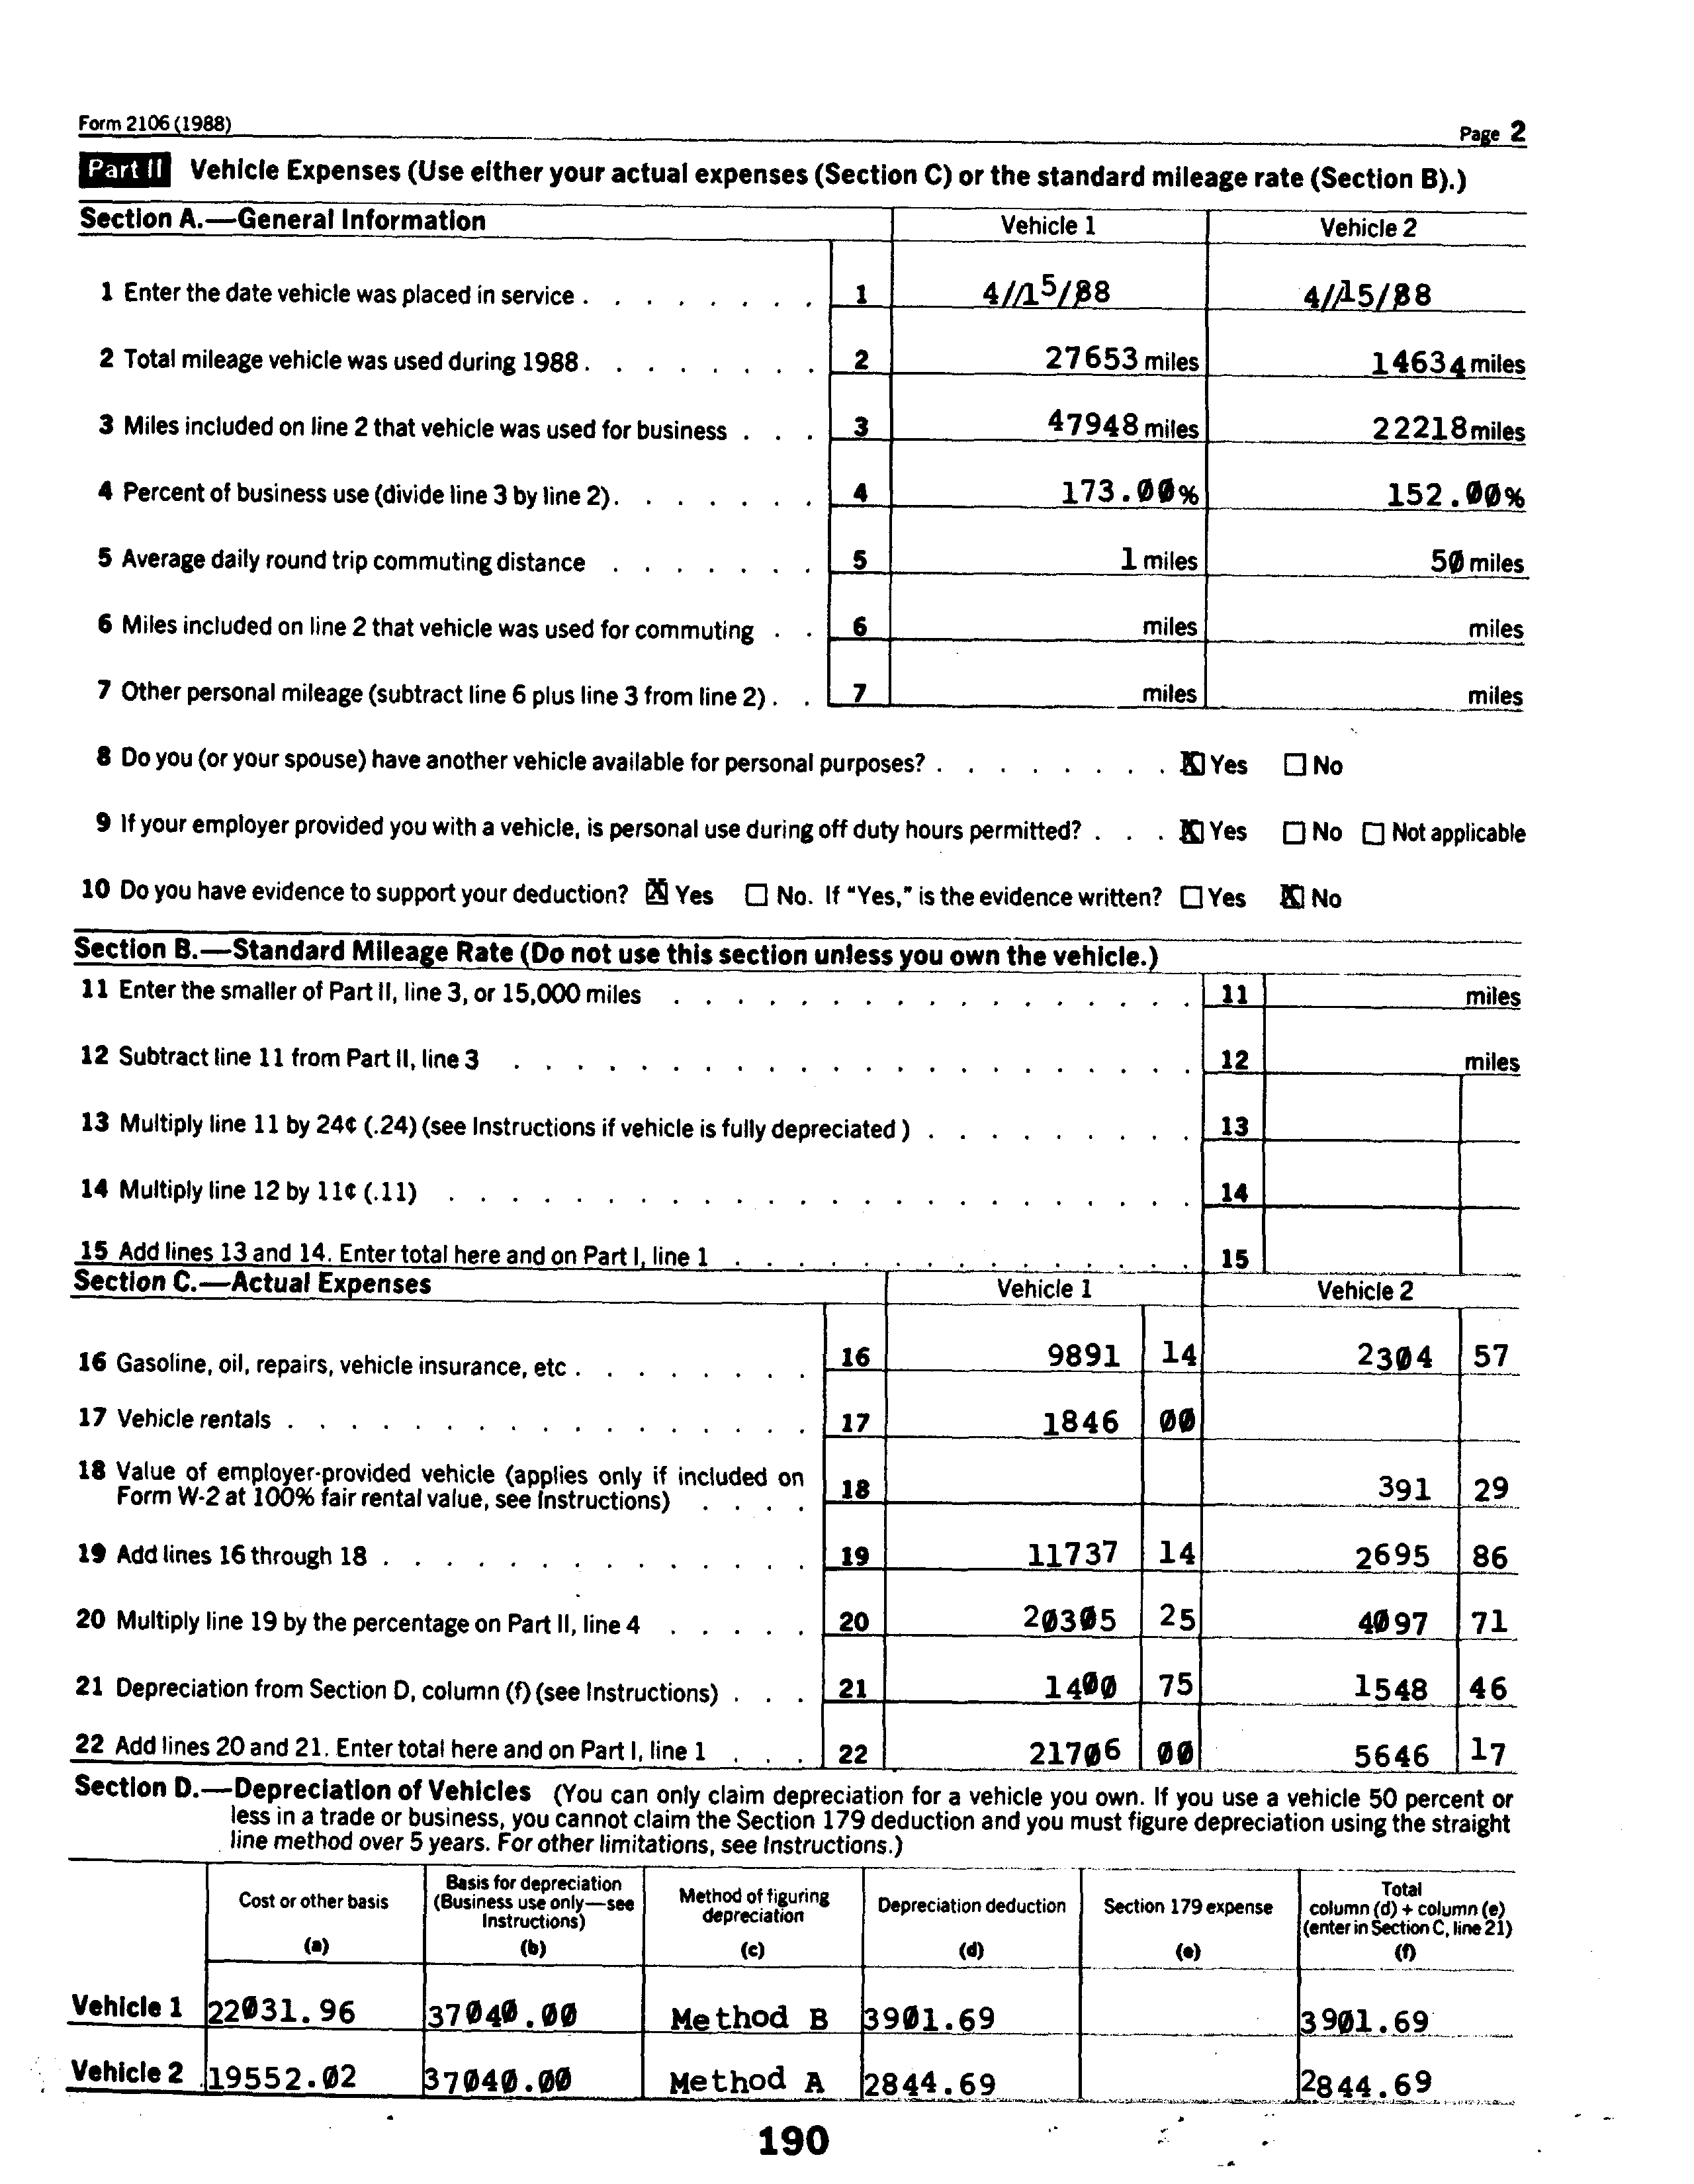 Form 2106 (1988) Page 2
Part II Vehicle Expenses (Use either your actual expenses (Section C) or the standard mileage rate (Section B).)
Section A.—General Information Vehicle 1 Vehicle 2
1 Enter the date vehicle was placed in service . . . . . . . . 1 4//15/88 4//15/88
2 Total mileage vehicle was used during 1988 . . . . . . . . 2 27653 miles 14634 miles
3 Miles included on line 2 that vehicle was used for business . . . 3 47948 miles 22218 miles
4 Percent of business use (divide line 3 by line 2) . . . . . . . 4 173.00% 152.00%
5 Average daily round trip commuting distance . . . . . . . 5 1 miles 50 miles
6 Miles included on line 2 that vehicle was used for commuting . . 6 miles miles
7 Other personal mileage (subtract line 6 plus line 3 from line 2) . . 7 miles miles
8 Do you (or your spouse) have another vehicle available for personal purposes? . . . . . . . . X Yes No
9 If your employer provided you with a vehicle, is personal use during off duty hours permitted? . . . X Yes No Not applicable
10 Do you have evidence to support your deduction? X Yes No. If "Yes," is the evidence written? Yes X No
Section B.—Standard Mileage Rate (Do not use this section unless you own the vehicle.)
11 Enter the smaller of Part II, line 3, or 15,000 miles . . . . . . . . . . . . . . . . . 11 miles
12 Subtract line 11 from Part II, line 3 . . . . . . . . . . . . . . . . . . . . . . 12 miles
13 Multiply line 11 by 24¢ (.24) (see Instructions if vehicle is fully depreciated ) . . . . . . . . . 13
14 Multiply line 12 by 11¢ (.11) . . . . . . . . . . . . . . . . . . . . . . . . 14
15 Add lines 13 and 14. Enter total here and on Part I, line 1 . . . . . . . . . . . . . . . 15
Section C.—Actual Expenses Vehicle 1 Vehicle 2
16 Gasoline, oil, repairs, vehicle insurance, etc . . . . . . . . 16 9891 14 2304 57
17 Vehicle rentals . . . . . . . . . . . . . . . . . 17 1846 00
18 Value of employer-provided vehicle (applies only if included on
Form W-2 at 100% fair rental value, see Instructions) . . . . 18 391 29
19 Add lines 16 through 18 . . . . . . . . . . . . . . 19 11737 14 2695 86
20 Multiply line 19 by the percentage on Part II, line 4 . . . . . 20 20305 25 4097 71
21 Depreciation from Section D, column (f) (see Instructions) . . . 21 1400 75 1548 46
22 Add lines 20 and 21. Enter total here and on Part I, line 1 . . . 22 21706 00 5646 17
Section D.—Depreciation of Vehicles (You can only claim depreciation for a vehicle you own. If you use a vehicle 50 percent or
less in a trade or business, you cannot claim the Section 179 deduction and you must figure depreciation using the straight
line method over 5 years. For other limitations, see Instructions.)
Cost or other basis (a) Basis for depreciation (Business use only—see Instructions) (b) Method of figuring depreciation (c) Depreciation deduction (d) Section 179 expense (e) Total column (d) + column (e) (enter in Section C, line 21) (f)
Vehicle 1 22031.96 37040.00 Method B 3901.69 3901.69
Vehicle 2 19552.02 37040.00 Method A 2844.69 2844.69
190